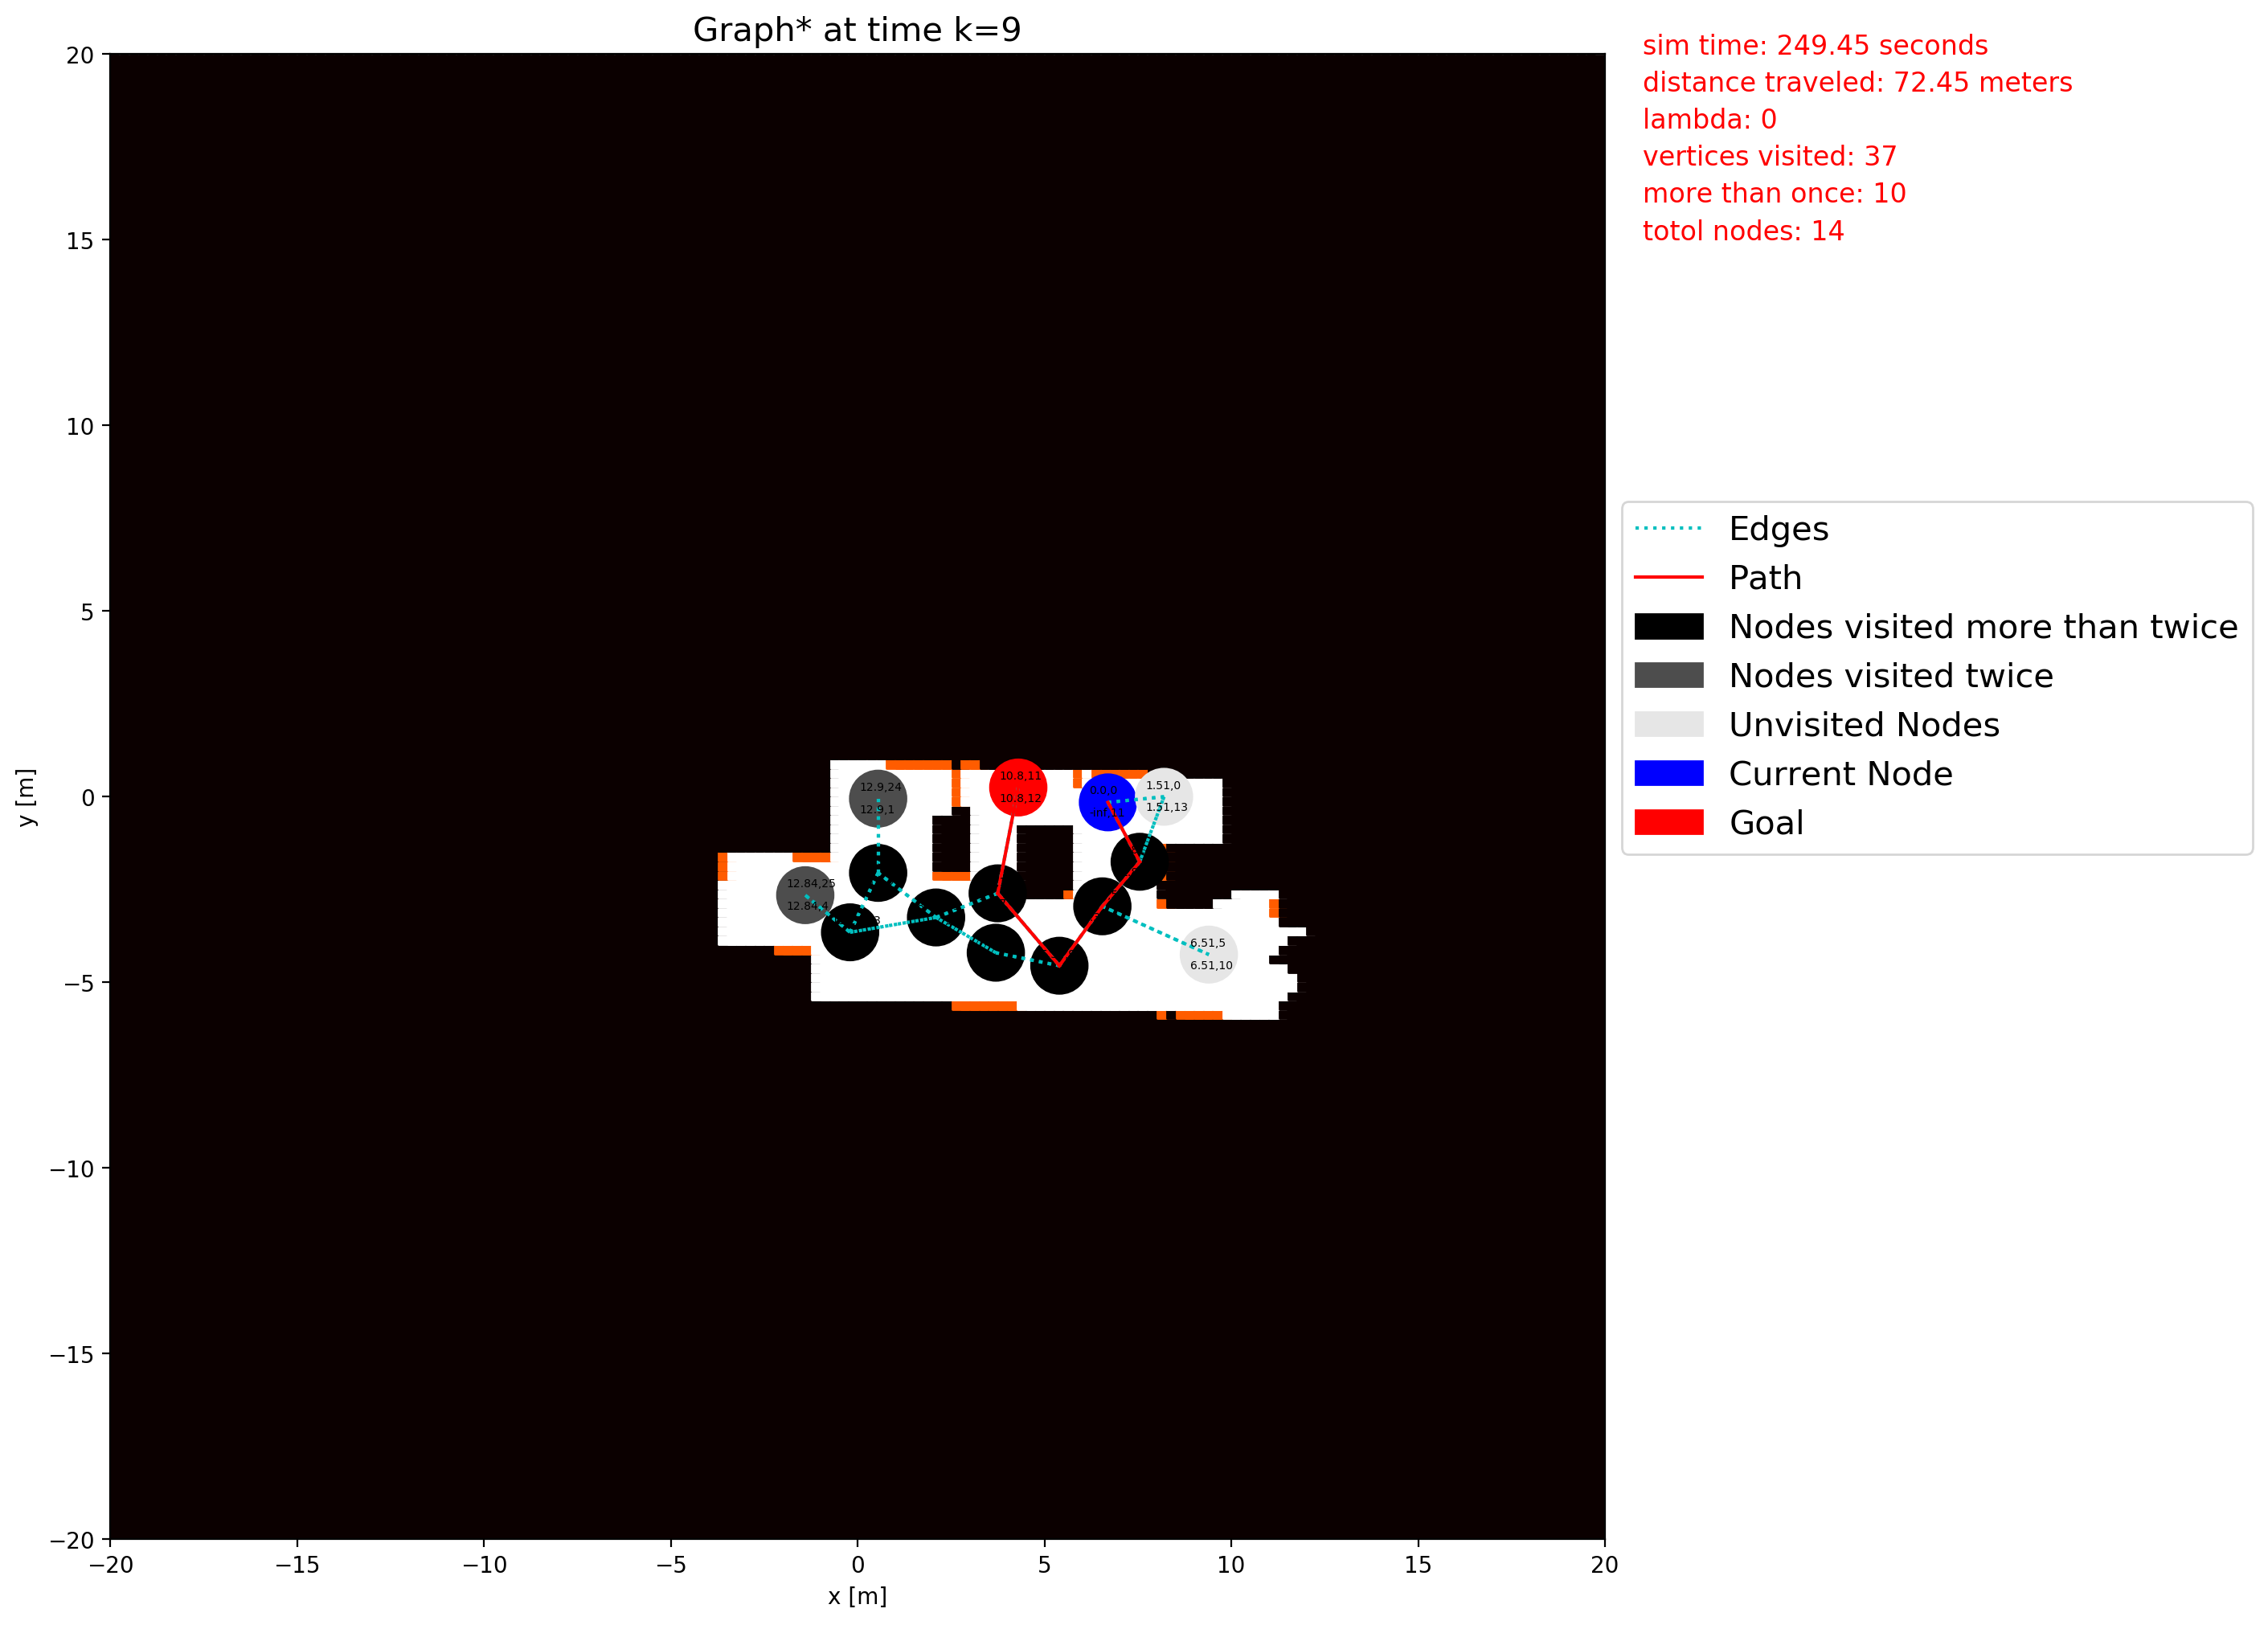 Graph* at time k=9
sim time: 249.45 seconds
distance traveled: 72.45 meters
lambda: 0
vertices visited: 37
more than once: 10
totol nodes: 14
20
15
10
5
0
−5
−10
−15
−20
y [m]
−20
−15
−10
−5
0
5
10
15
20
x [m]
12.9,24
12.9,1
10.8,11
10.8,12
0.0,0
1.51,0
1.51,13
12.84,25
12.84,4
6.51,5
6.51,10
Edges
Path
Nodes visited more than twice
Nodes visited twice
Unvisited Nodes
Current Node
Goal